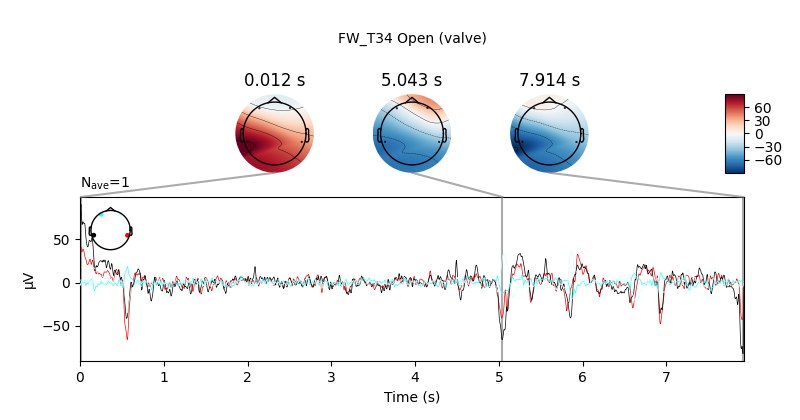 FW_T34 Open (valve)
0.012 s
5.043 s
7.914 s
60
30
0
−30
−60
Nave=1
50
0
−50
µV
0 1 2 3 4 5 6 7
Time (s)